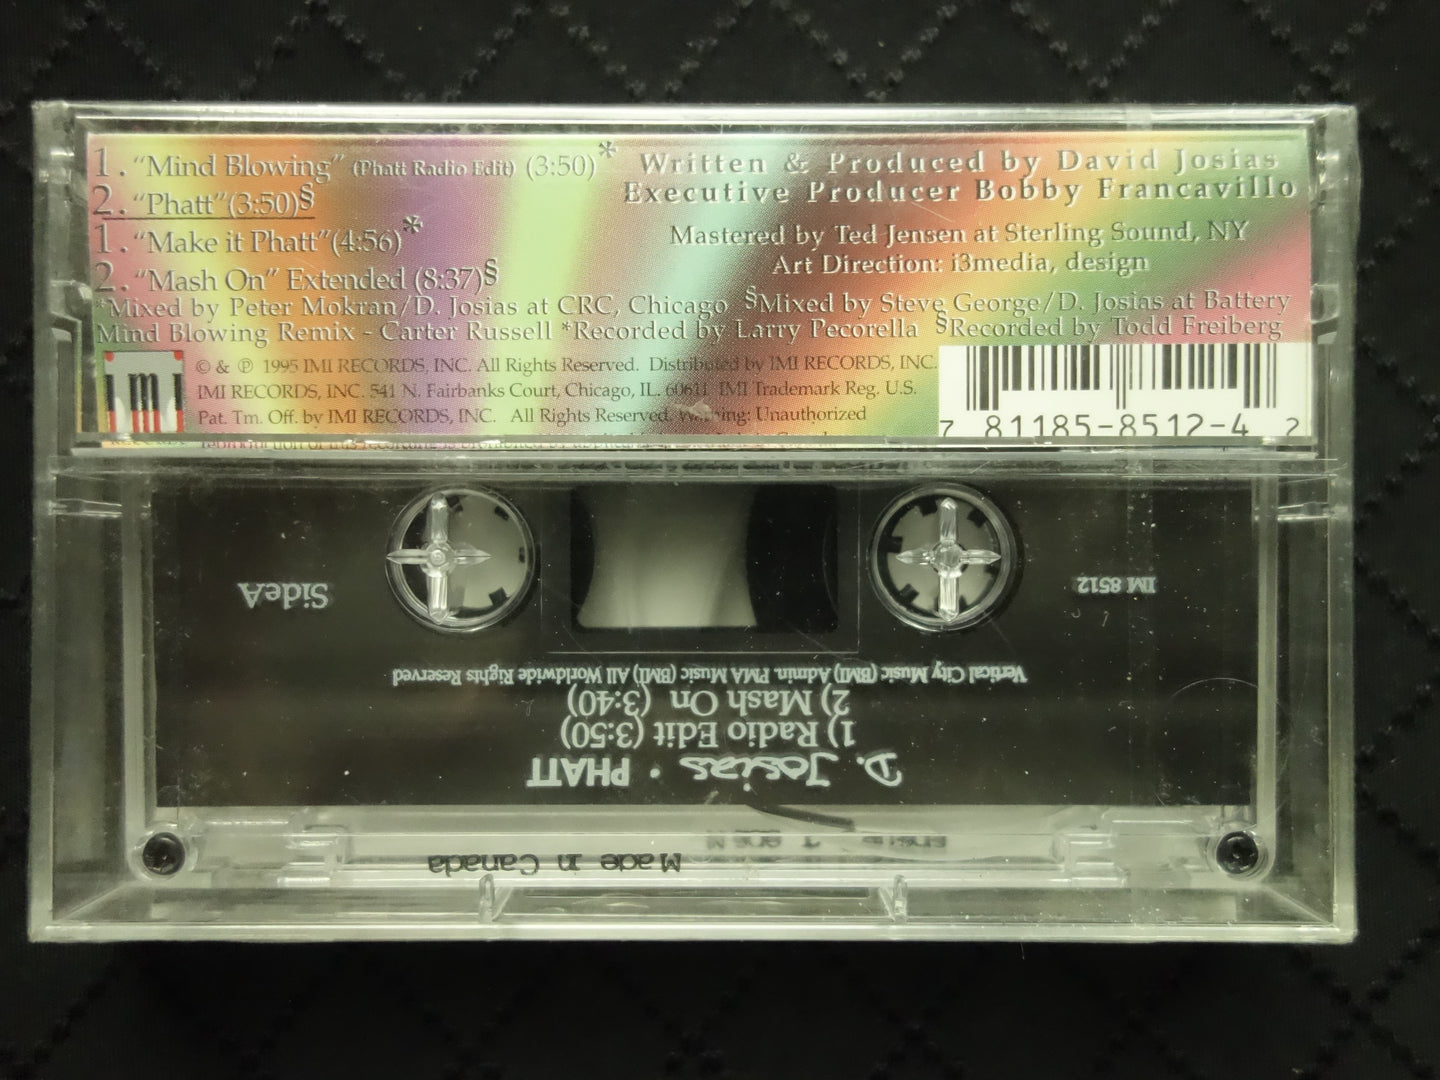 1. “Mind Blowing” (Phatt Radio Edit) (3:50)*
2. “Phatt”(3:50)§
1. “Make it Phatt”(4:56)*
2. “Mash On” Extended (8:37)§
Written & Produced by David Josias
Executive Producer Bobby Francavillo
Mastered by Ted Jensen at Sterling Sound, NY
Art Direction: i3media, design
*Mixed by Peter Mokran/D. Josias at CRC, Chicago §Mixed by Steve George/D. Josias at Battery
Mind Blowing Remix - Carter Russell *Recorded by Larry Pecorella §Recorded by Todd Freiberg
© & ℗ 1995 IMI RECORDS, INC. All Rights Reserved. Distributed by IMI RECORDS, INC.
IMI RECORDS, INC. 541 N. Fairbanks Court, Chicago, IL. 60611 IMI Trademark Reg. U.S.
Pat. Tm. Off. by IMI RECORDS, INC. All Rights Reserved. Warning: Unauthorized
7 81185-8512-4 2
D. Josias • PHATT
1) Radio Edit (3:50)
2) Mash On (3:40)
Vertical City Music (BMI) Admin. PMA Music (BMI) All Worldwide Rights Reserved
IM 8512
SideA
Made in Canada